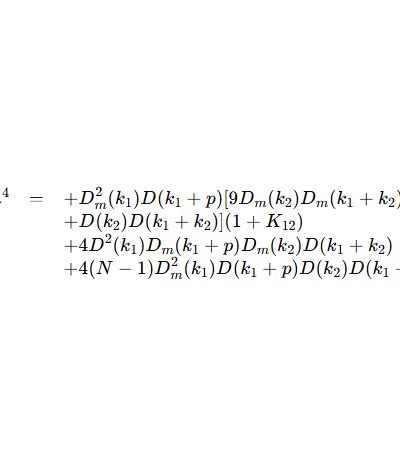 4 = +D_m^2(k_1)D(k_1 + p)[9D_m(k_2)D_m(k_1 + k_2)
+D(k_2)D(k_1 + k_2)](1 + K_{12})
+4D^2(k_1)D_m(k_1 + p)D_m(k_2)D(k_1 + k_2)
+4(N − 1)D_m^2(k_1)D(k_1 + p)D(k_2)D(k_1